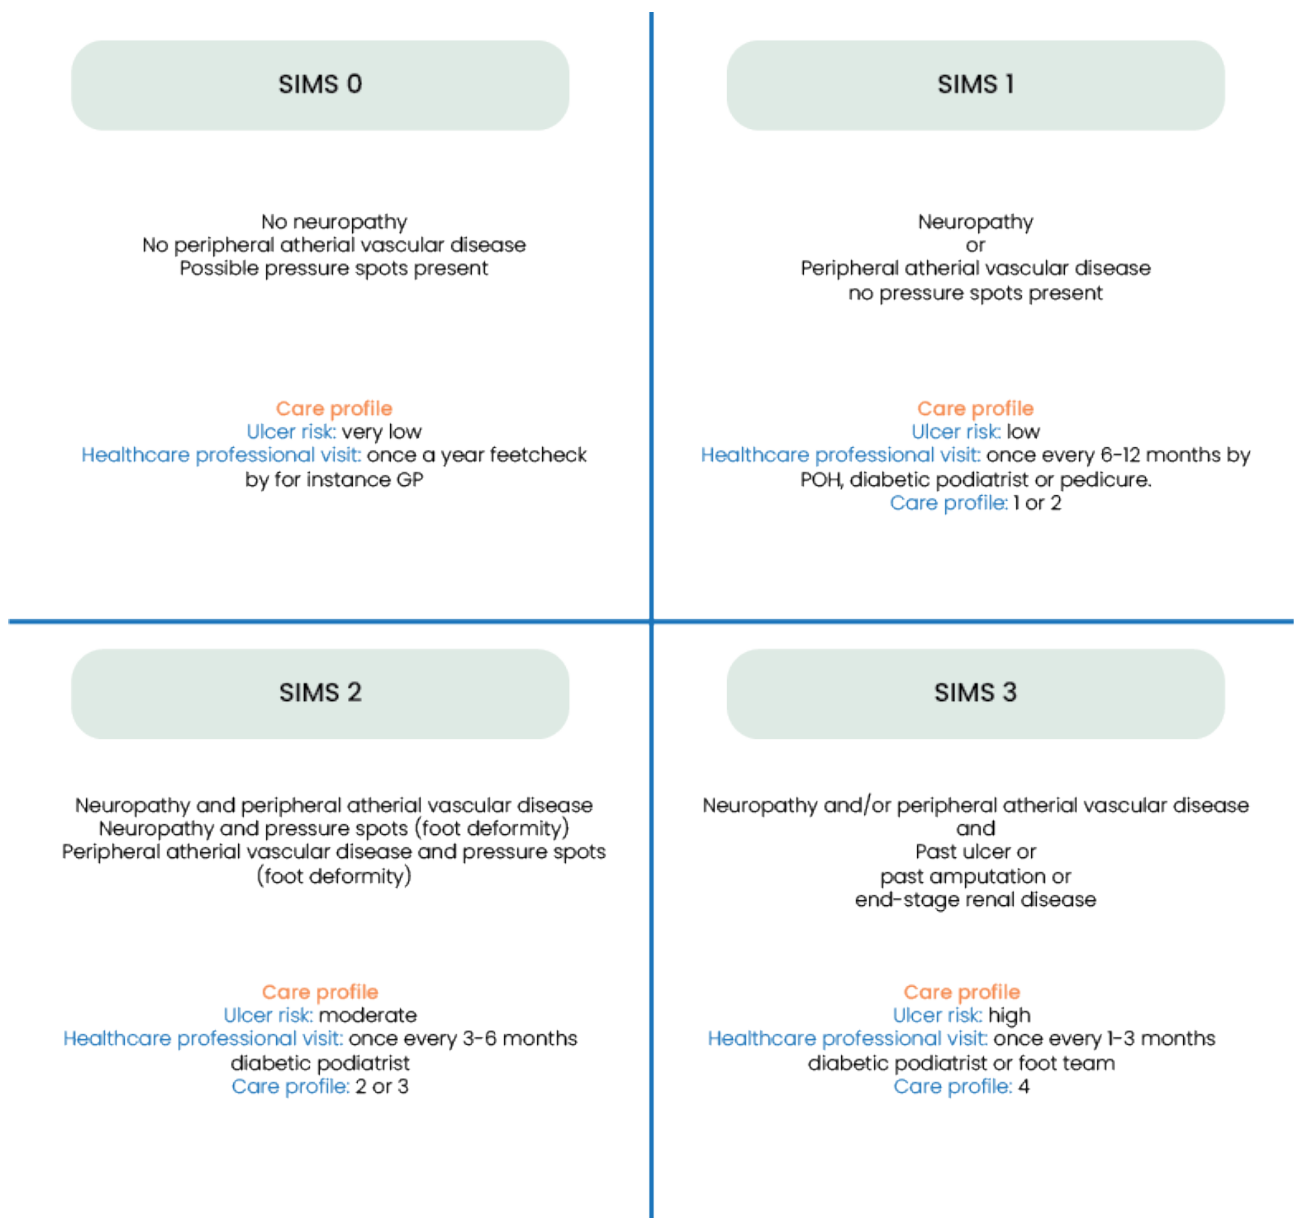 SIMS 0
No neuropathy
No peripheral atherial vascular disease
Possible pressure spots present
Care profile
Ulcer risk: very low
Healthcare professional visit: once a year feetcheck
by for instance GP
SIMS 1
Neuropathy
or
Peripheral atherial vascular disease
no pressure spots present
Care profile
Ulcer risk: low
Healthcare professional visit: once every 6-12 months by
POH, diabetic podiatrist or pedicure.
Care profile: 1 or 2
SIMS 2
Neuropathy and peripheral atherial vascular disease
Neuropathy and pressure spots (foot deformity)
Peripheral atherial vascular disease and pressure spots
(foot deformity)
Care profile
Ulcer risk: moderate
Healthcare professional visit: once every 3-6 months
diabetic podiatrist
Care profile: 2 or 3
SIMS 3
Neuropathy and/or peripheral atherial vascular disease
and
Past ulcer or
past amputation or
end-stage renal disease
Care profile
Ulcer risk: high
Healthcare professional visit: once every 1-3 months
diabetic podiatrist or foot team
Care profile: 4